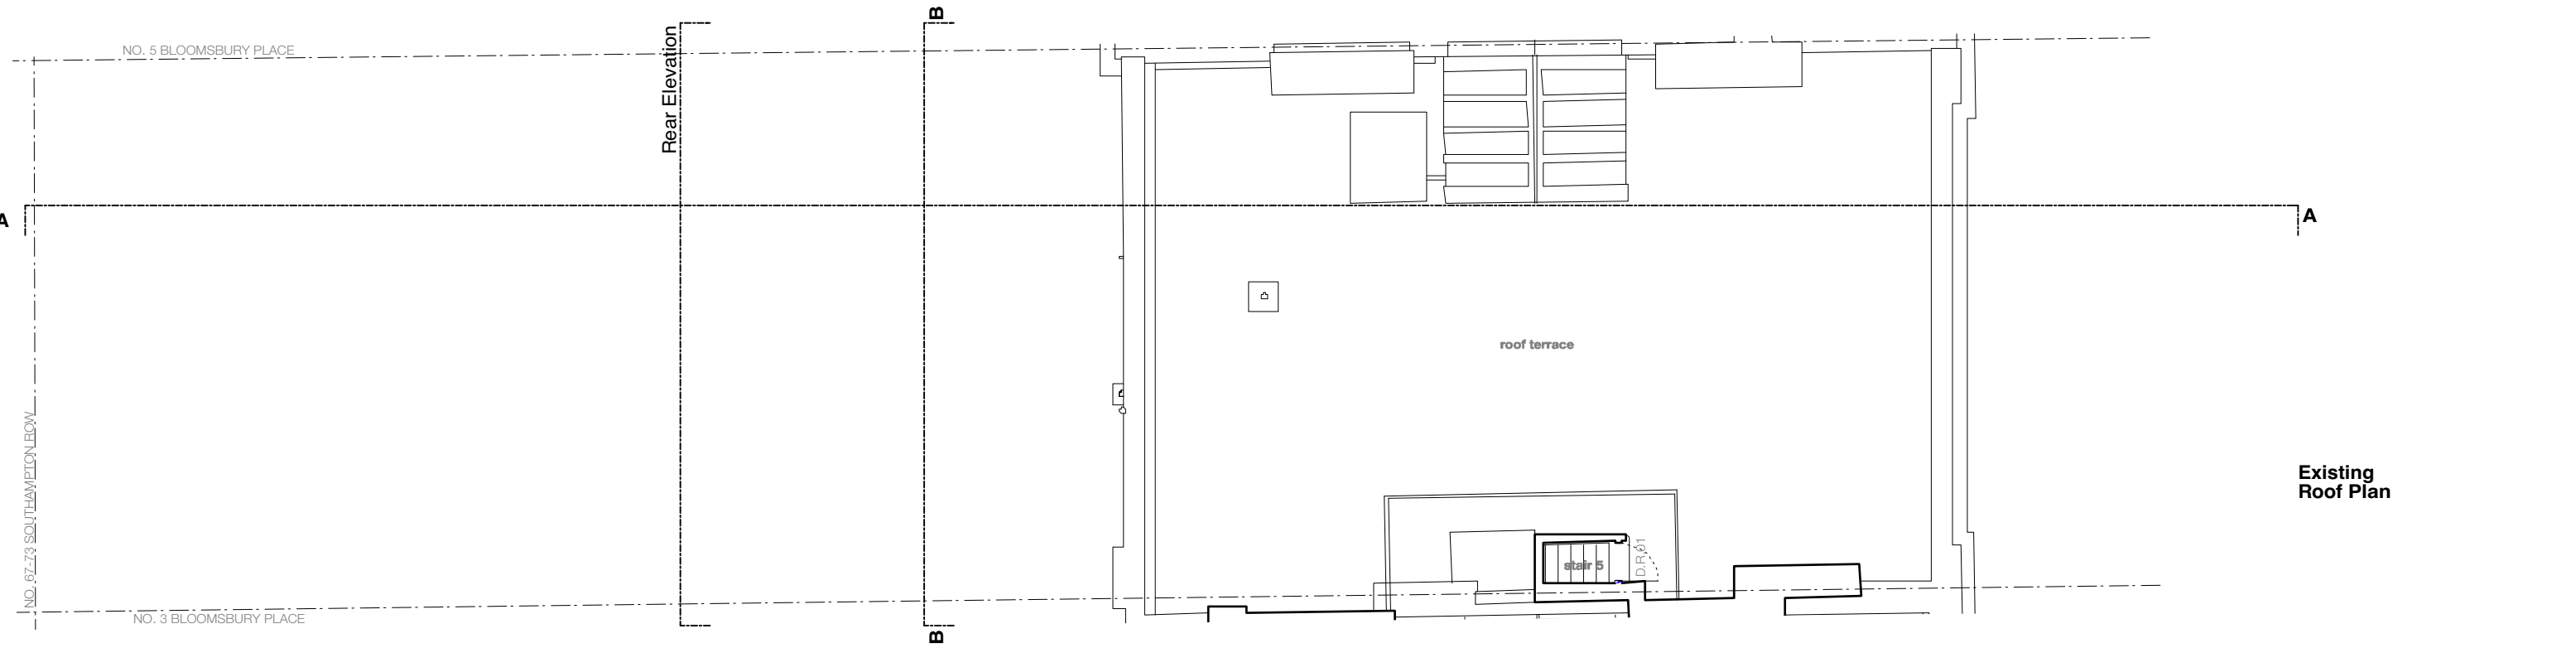 B
NO. 5 BLOOMSBURY PLACE
Rear Elevation
A
A
roof terrace
NO. 67-73 SOUTHAMPTON ROW
Existing
Roof Plan
stair 5
D.R.01
NO. 3 BLOOMSBURY PLACE
B